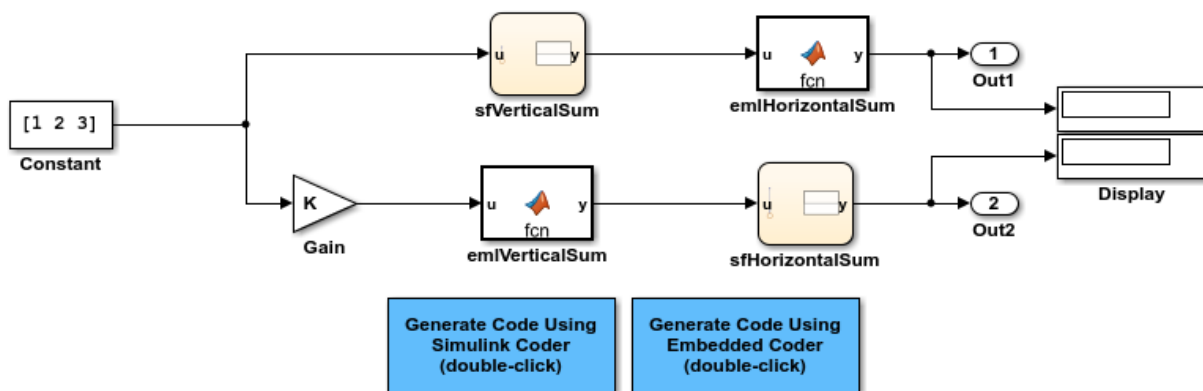 u
y
sfVerticalSum
u
y
fcn
emlHorizontalSum
1
Out1
[1 2 3]
Constant
K
Gain
u
y
fcn
emlVerticalSum
u
y
sfHorizontalSum
2
Out2
Display
Generate Code Using
Simulink Coder
(double-click)
Generate Code Using
Embedded Coder
(double-click)